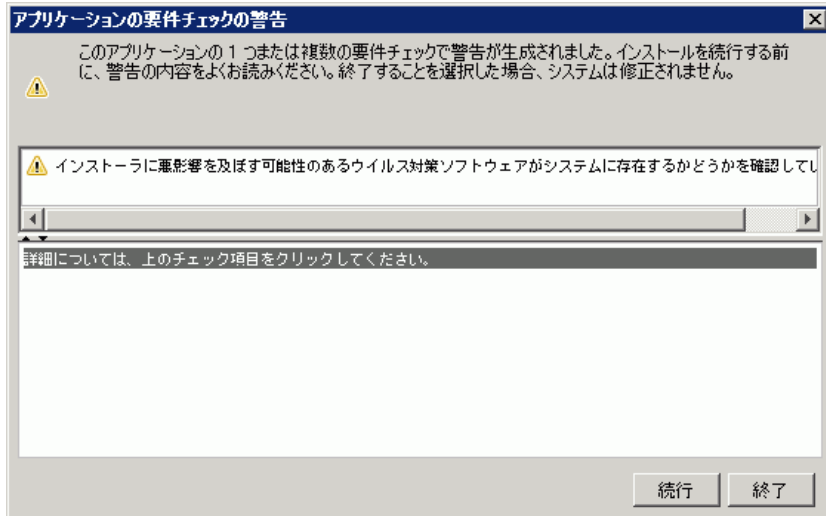 アプリケーションの要件チェックの警告
このアプリケーションの 1 つまたは複数の要件チェックで警告が生成されました。インストールを続行する前
に、警告の内容をよくお読みください。終了することを選択した場合、システムは修正されません。
インストーラに悪影響を及ぼす可能性のあるウイルス対策ソフトウェアがシステムに存在するかどうかを確認してい
詳細については、上のチェック項目をクリックしてください。
続行 終了